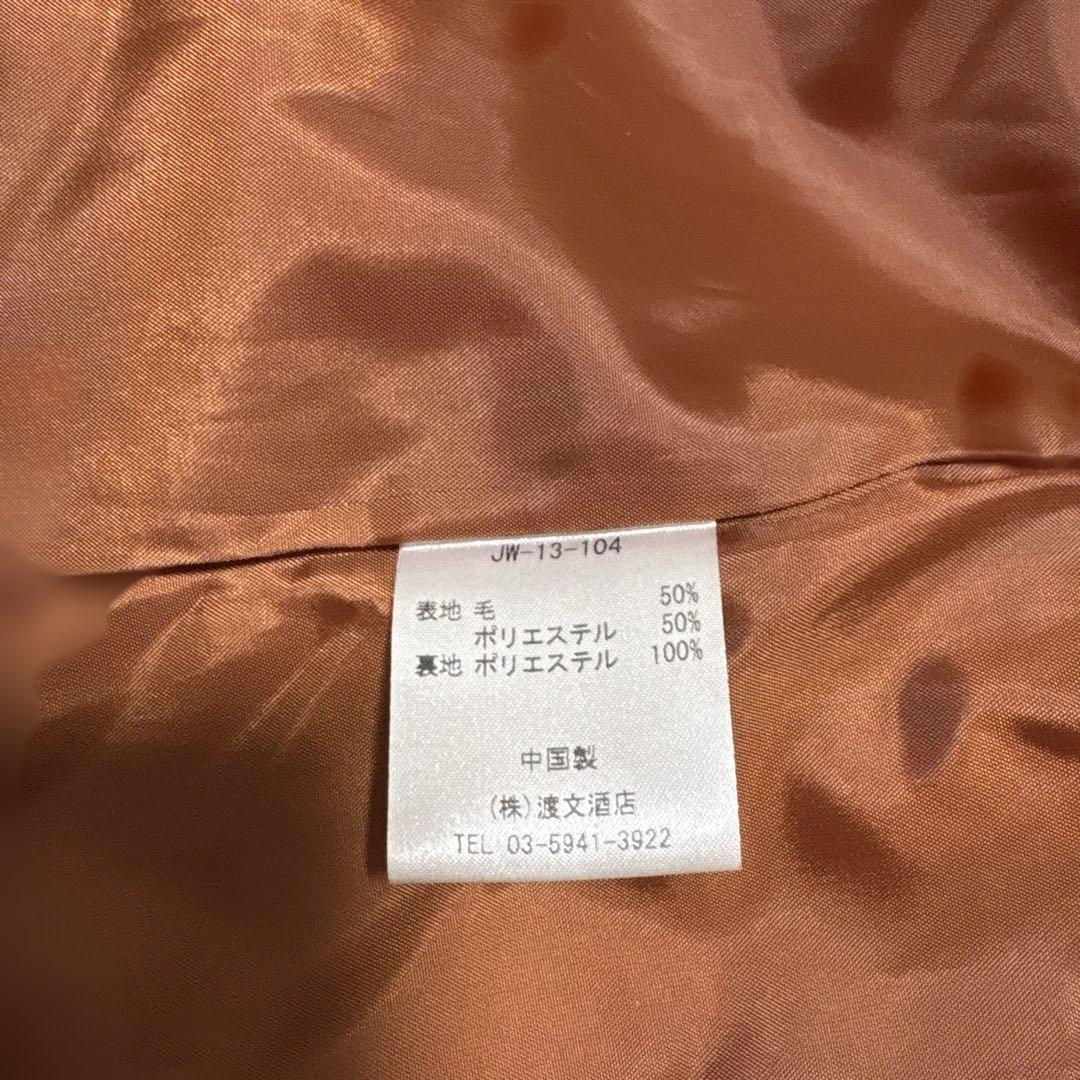 JW-13-104
表地 毛 50%
ポリエステル 50%
裏地 ポリエステル 100%
中国製
(株)渡文酒店
TEL 03-5941-3922